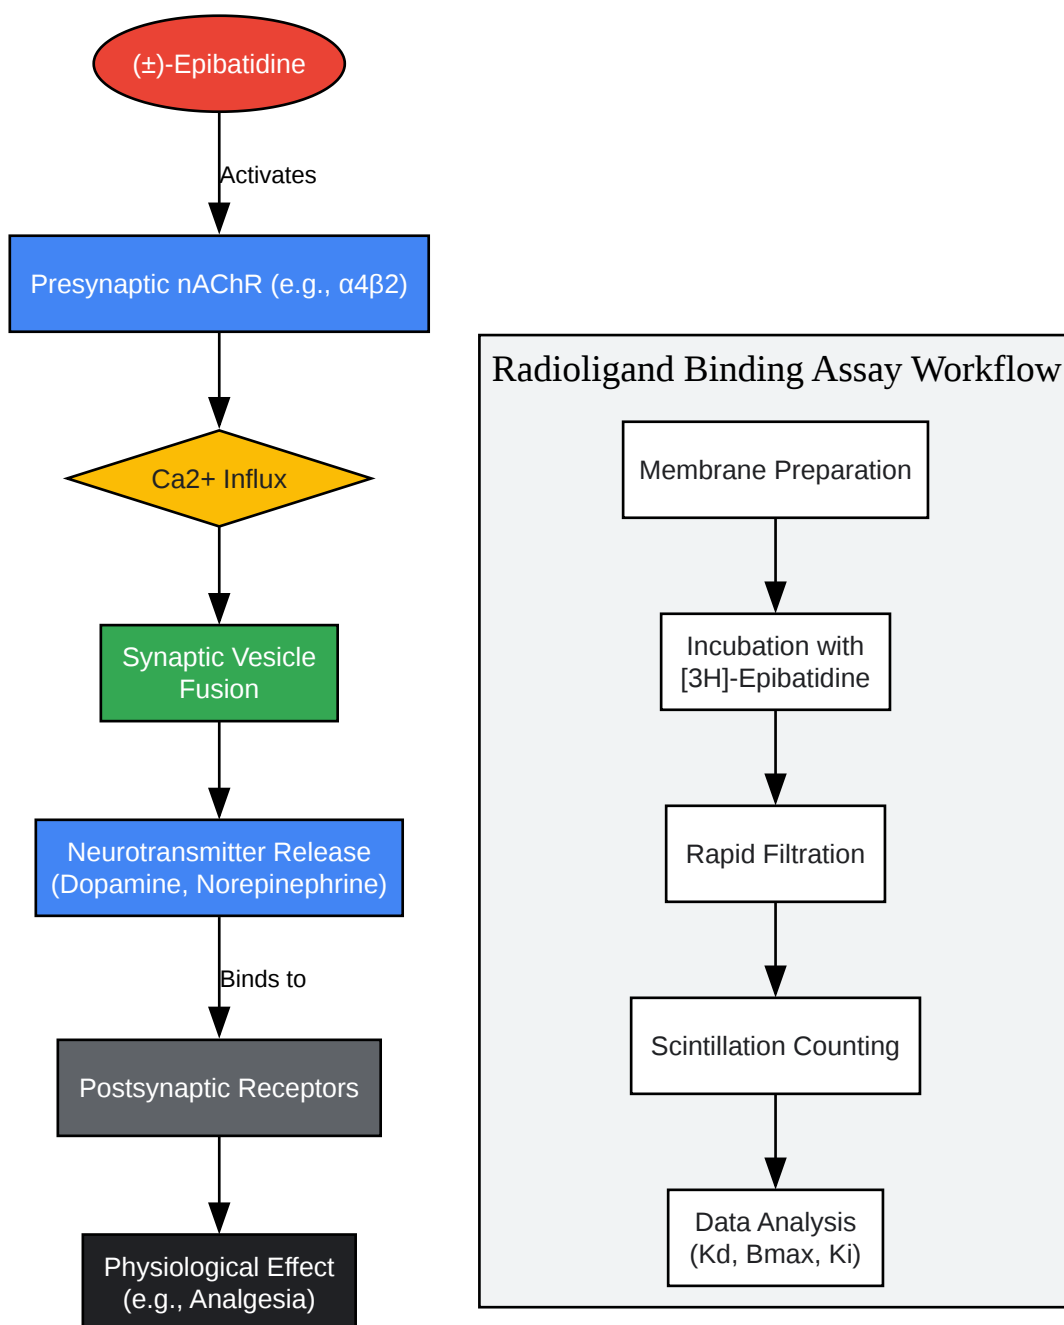 (±)-Epibatidine
Activates
Presynaptic nAChR (e.g., α4β2)
Ca2+ Influx
Synaptic Vesicle
Fusion
Neurotransmitter Release
(Dopamine, Norepinephrine)
Binds to
Postsynaptic Receptors
Physiological Effect
(e.g., Analgesia)
Radioligand Binding Assay Workflow
Membrane Preparation
Incubation with
[3H]-Epibatidine
Rapid Filtration
Scintillation Counting
Data Analysis
(Kd, Bmax, Ki)